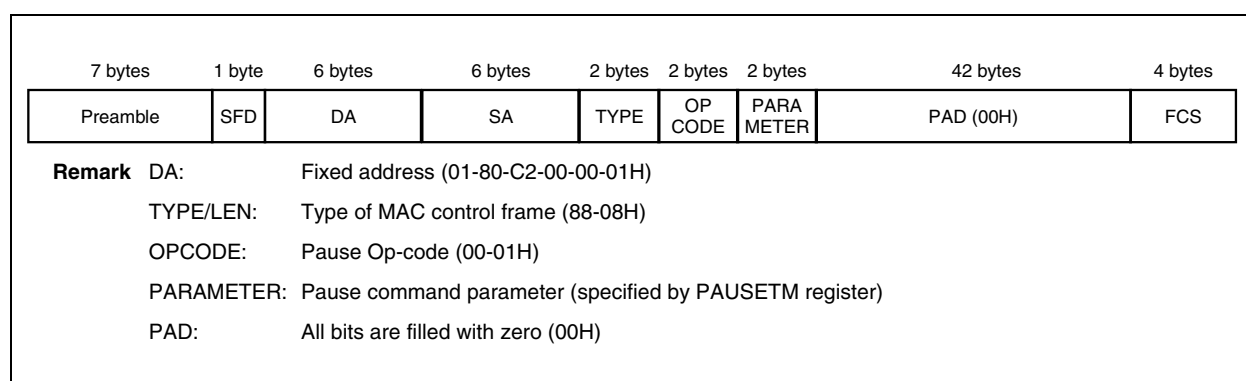 7 bytes 1 byte 6 bytes 6 bytes 2 bytes 2 bytes 2 bytes 42 bytes 4 bytes
Preamble SFD DA SA TYPE OP CODE PARA METER PAD (00H) FCS
Remark DA: Fixed address (01-80-C2-00-00-01H)
TYPE/LEN: Type of MAC control frame (88-08H)
OPCODE: Pause Op-code (00-01H)
PARAMETER: Pause command parameter (specified by PAUSETM register)
PAD: All bits are filled with zero (00H)